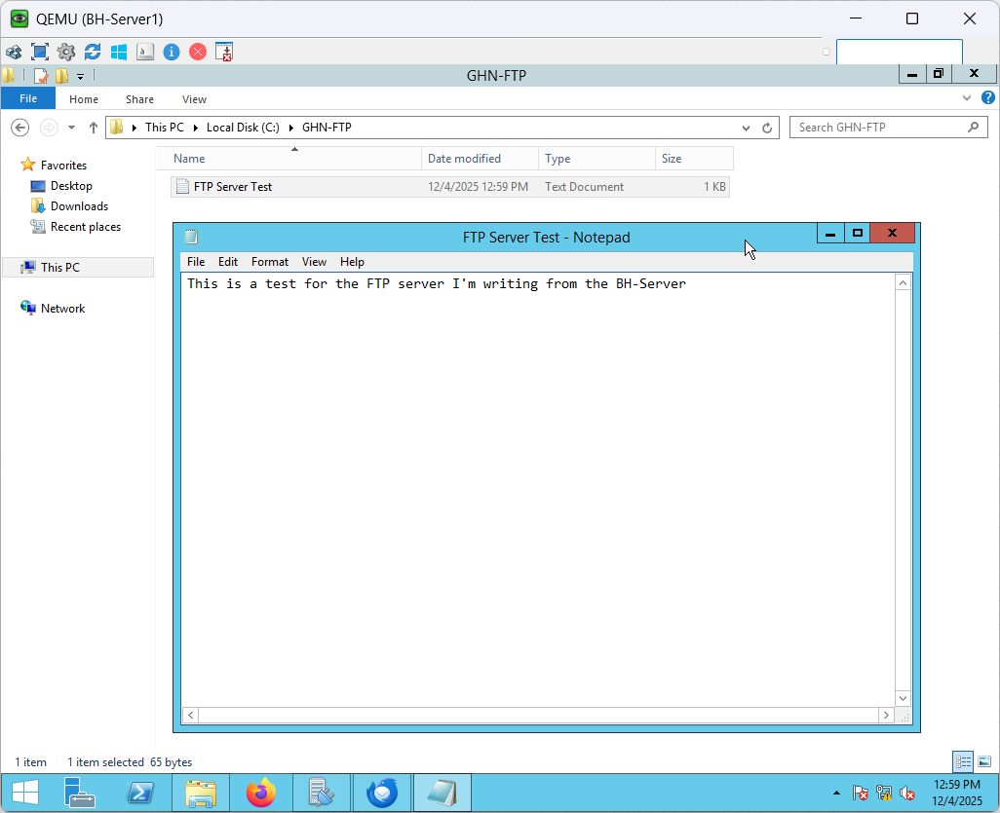 QEMU (BH-Server1)
GHN-FTP
File Home Share View
This PC Local Disk (C:) GHN-FTP
Search GHN-FTP
Name Date modified Type Size
Favorites
Desktop
Downloads
Recent places
This PC
Network
FTP Server Test 12/4/2025 12:59 PM Text Document 1 KB
FTP Server Test - Notepad
File Edit Format View Help
This is a test for the FTP server I'm writing from the BH-Server
1 item 1 item selected 65 bytes
12:59 PM
12/4/2025